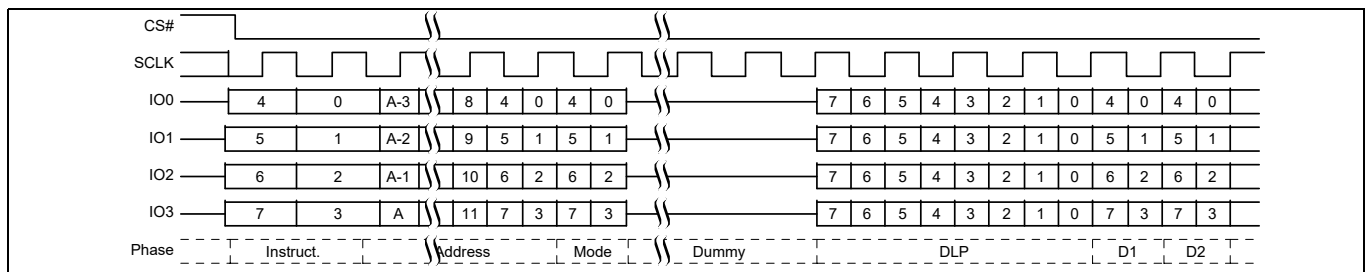 CS#
SCLK
IO0 4 0 A-3 8 4 0 4 0 7 6 5 4 3 2 1 0 4 0 4 0
IO1 5 1 A-2 9 5 1 5 1 7 6 5 4 3 2 1 0 5 1 5 1
IO2 6 2 A-1 10 6 2 6 2 7 6 5 4 3 2 1 0 6 2 6 2
IO3 7 3 A 11 7 3 7 3 7 6 5 4 3 2 1 0 7 3 7 3
Phase Instruct. Address Mode Dummy DLP D1 D2